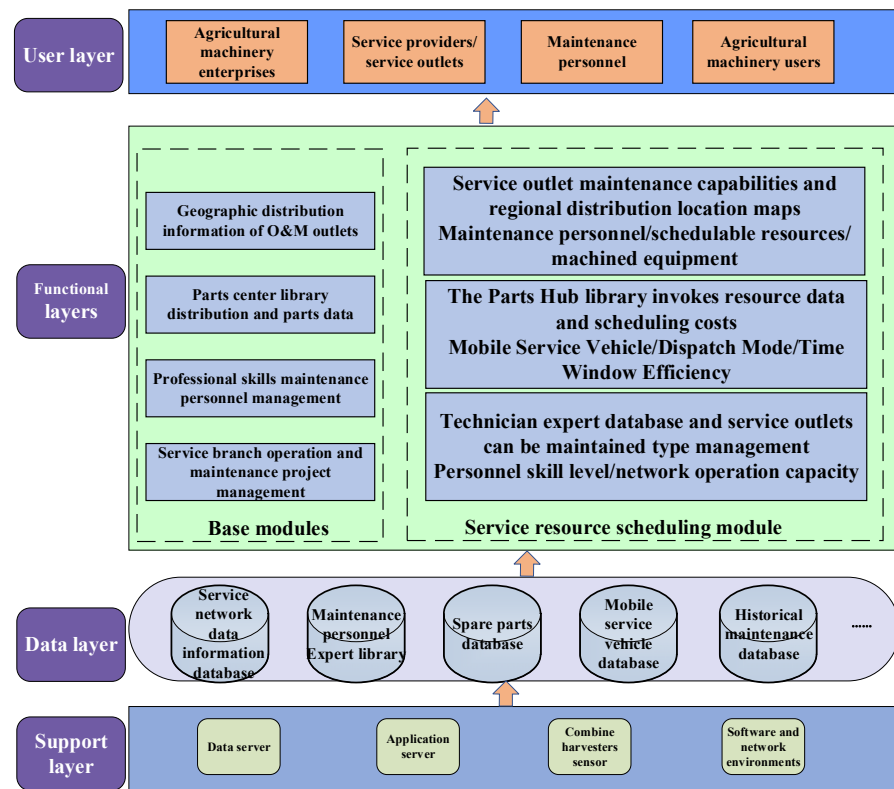 User layer
Agricultural
machinery
enterprises
Service providers/
service outlets
Maintenance
personnel
Agricultural
machinery users
Functional
layers
Geographic distribution
information of O&M outlets
Parts center library
distribution and parts data
Professional skills maintenance
personnel management
Service branch operation and
maintenance project
management
Base modules
Service outlet maintenance capabilities and
regional distribution location maps
Maintenance personnel/schedulable resources/
machined equipment
The Parts Hub library invokes resource data
and scheduling costs
Mobile Service Vehicle/Dispatch Mode/Time
Window Efficiency
Technician expert database and service outlets
can be maintained type management
Personnel skill level/network operation capacity
Service resource scheduling module
Data layer
Service
network
data
information
database
Maintenance
personnel
Expert library
Spare parts
database
Mobile
service
vehicle
database
Historical
maintenance
database
......
Support
layer
Data server
Application
server
Combine
harvesters
sensor
Software and
network
environments